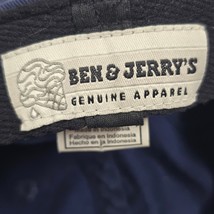 BEN & JERRY'S
GENUINE APPAREL
Made in Indonesia
Fabriqué en Indonésie
Hecho en Indonesia